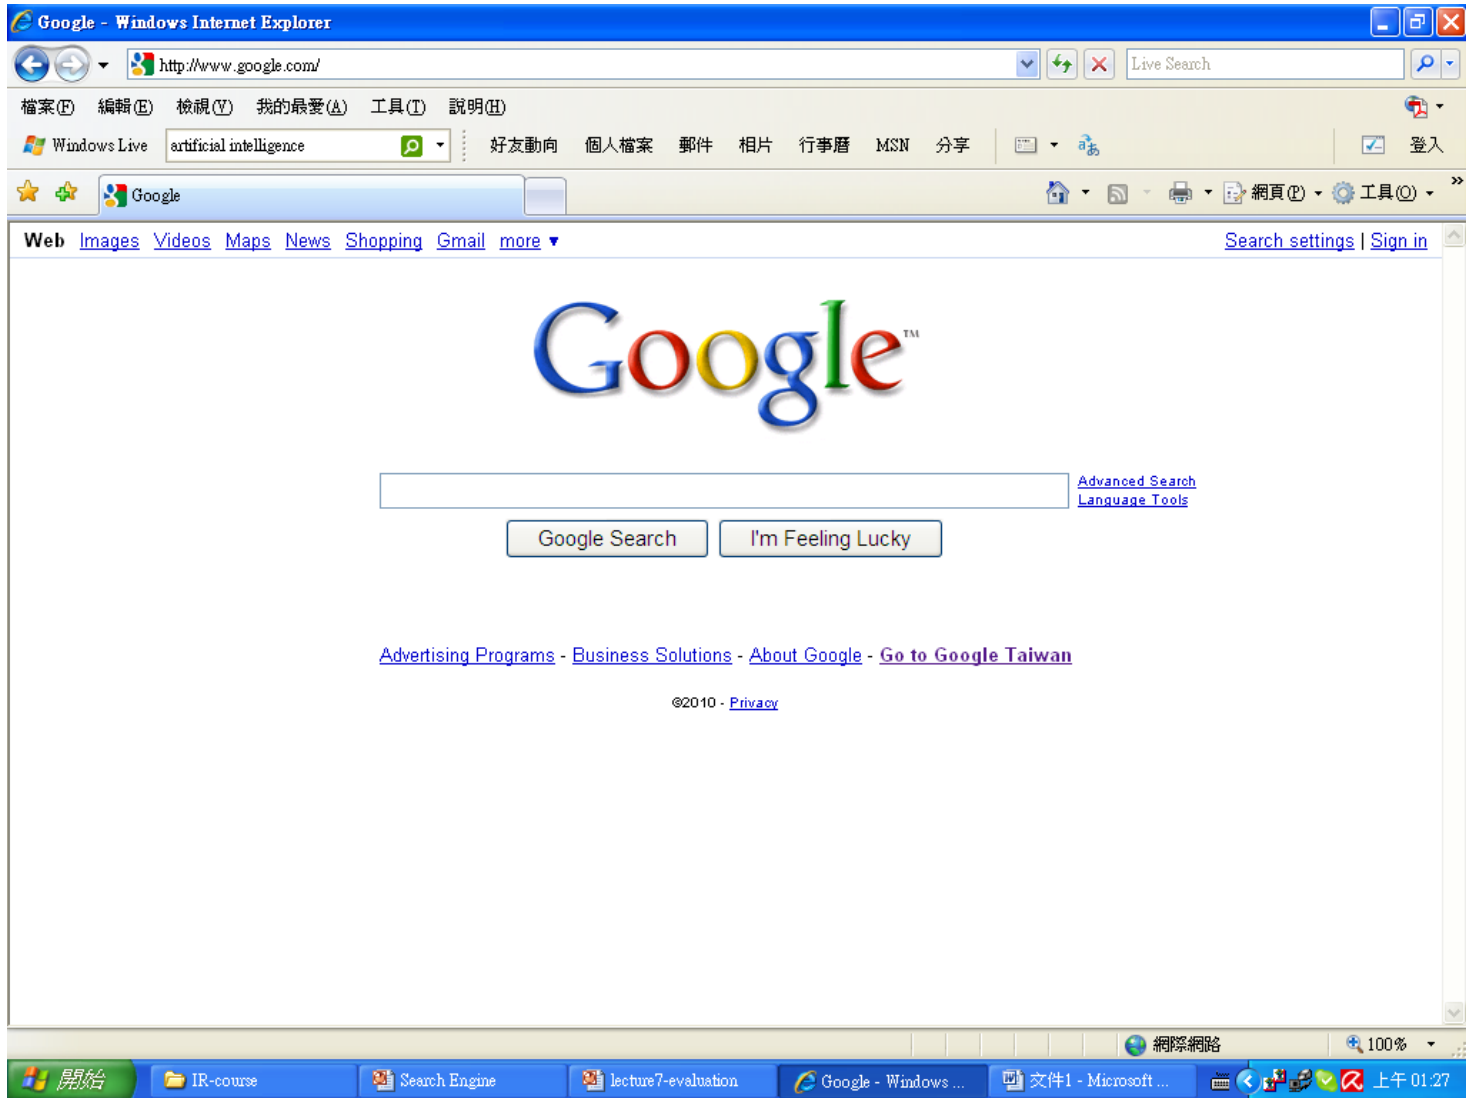 Google - Windows Internet Explorer
http://www.google.com/
Live Search
檔案(F) 編輯(E) 檢視(V) 我的最愛(A) 工具(T) 說明(H)
Windows Live artificial intelligence 好友動向 個人檔案 郵件 相片 行事曆 MSN 分享 登入
Google 網頁(P) 工具(O) »
Web Images Videos Maps News Shopping Gmail more ▼ Search settings | Sign in
Google™
Advanced Search
Language Tools
Google Search I'm Feeling Lucky
Advertising Programs - Business Solutions - About Google - Go to Google Taiwan
©2010 - Privacy
網際網路 100%
開始 IR-course Search Engine lecture7-evaluation Google - Windows ... 文件1 - Microsoft ... 上午 01:27